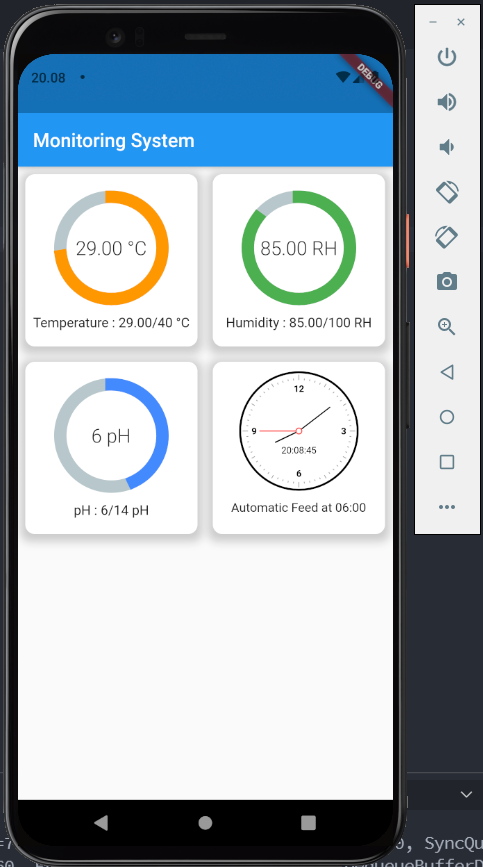 20.08
DEBUG
Monitoring System
29.00 °C
Temperature : 29.00/40 °C
85.00 RH
Humidity : 85.00/100 RH
6 pH
pH : 6/14 pH
12
9
3
20:08:45
6
Automatic Feed at 06:00
0, SyncQu